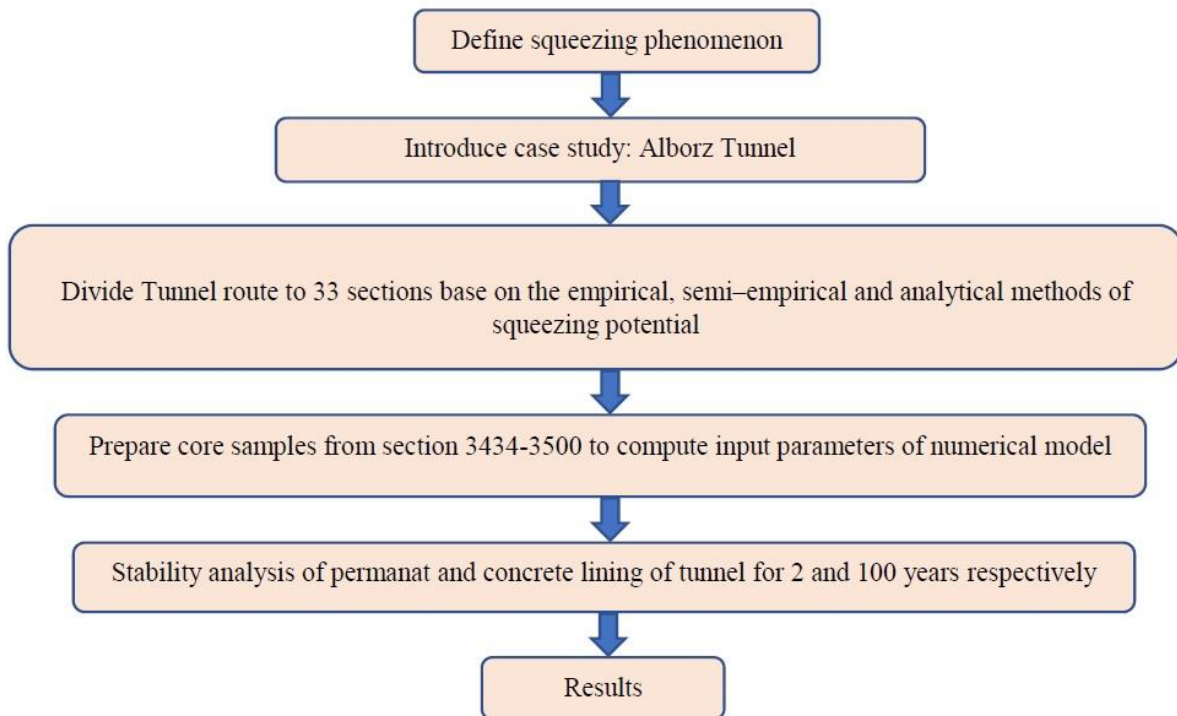 Define squeezing phenomenon
Introduce case study: Alborz Tunnel
Divide Tunnel route to 33 sections base on the empirical, semi–empirical and analytical methods of
squeezing potential
Prepare core samples from section 3434-3500 to compute input parameters of numerical model
Stability analysis of permanat and concrete lining of tunnel for 2 and 100 years respectively
Results